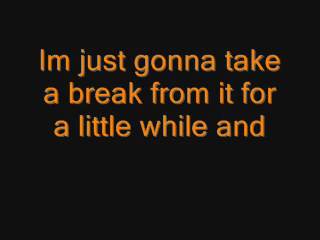 Im just gonna take
a break from it for
a little while and